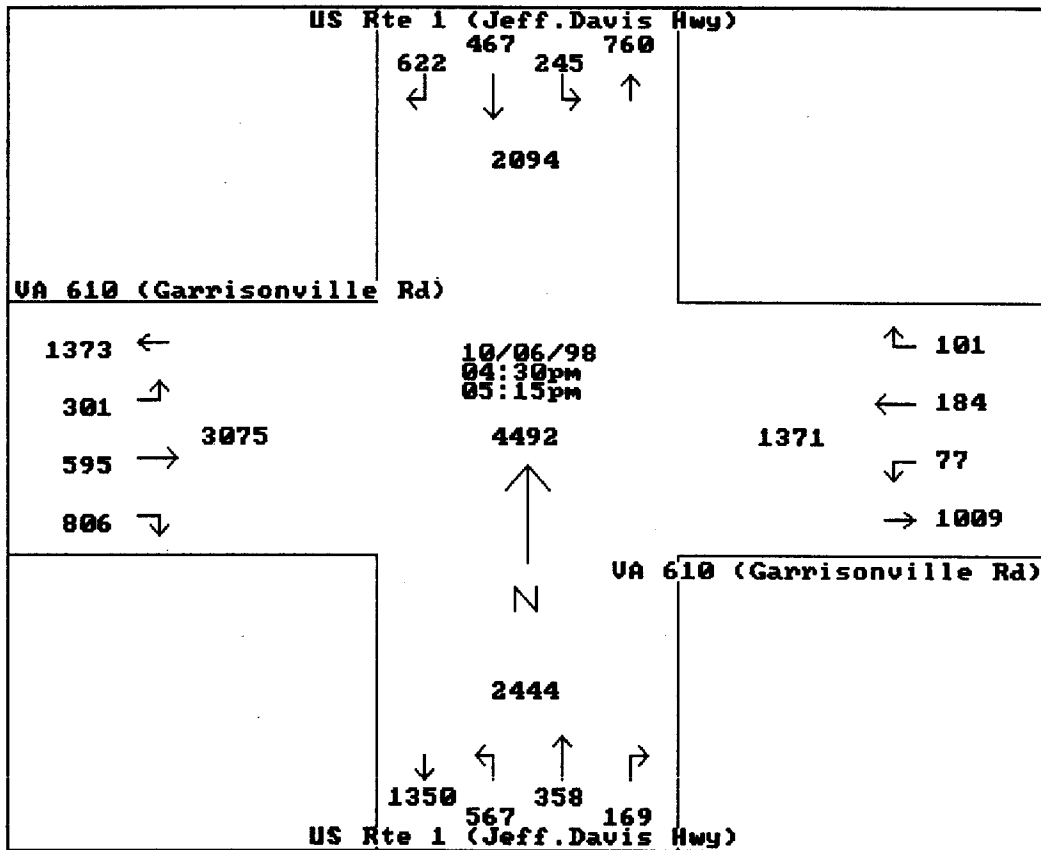 US Rte 1 (Jeff.Davis Hwy)
467 760
622 245
2094
VA 610 (Garrisonville Rd)
1373
10/06/98
04:30pm
05:15pm
101
301
184
3075
4492
1371
595
77
806
1009
VA 610 (Garrisonville Rd)
N
2444
1350 358
567 169
US Rte 1 (Jeff.Davis Hwy)